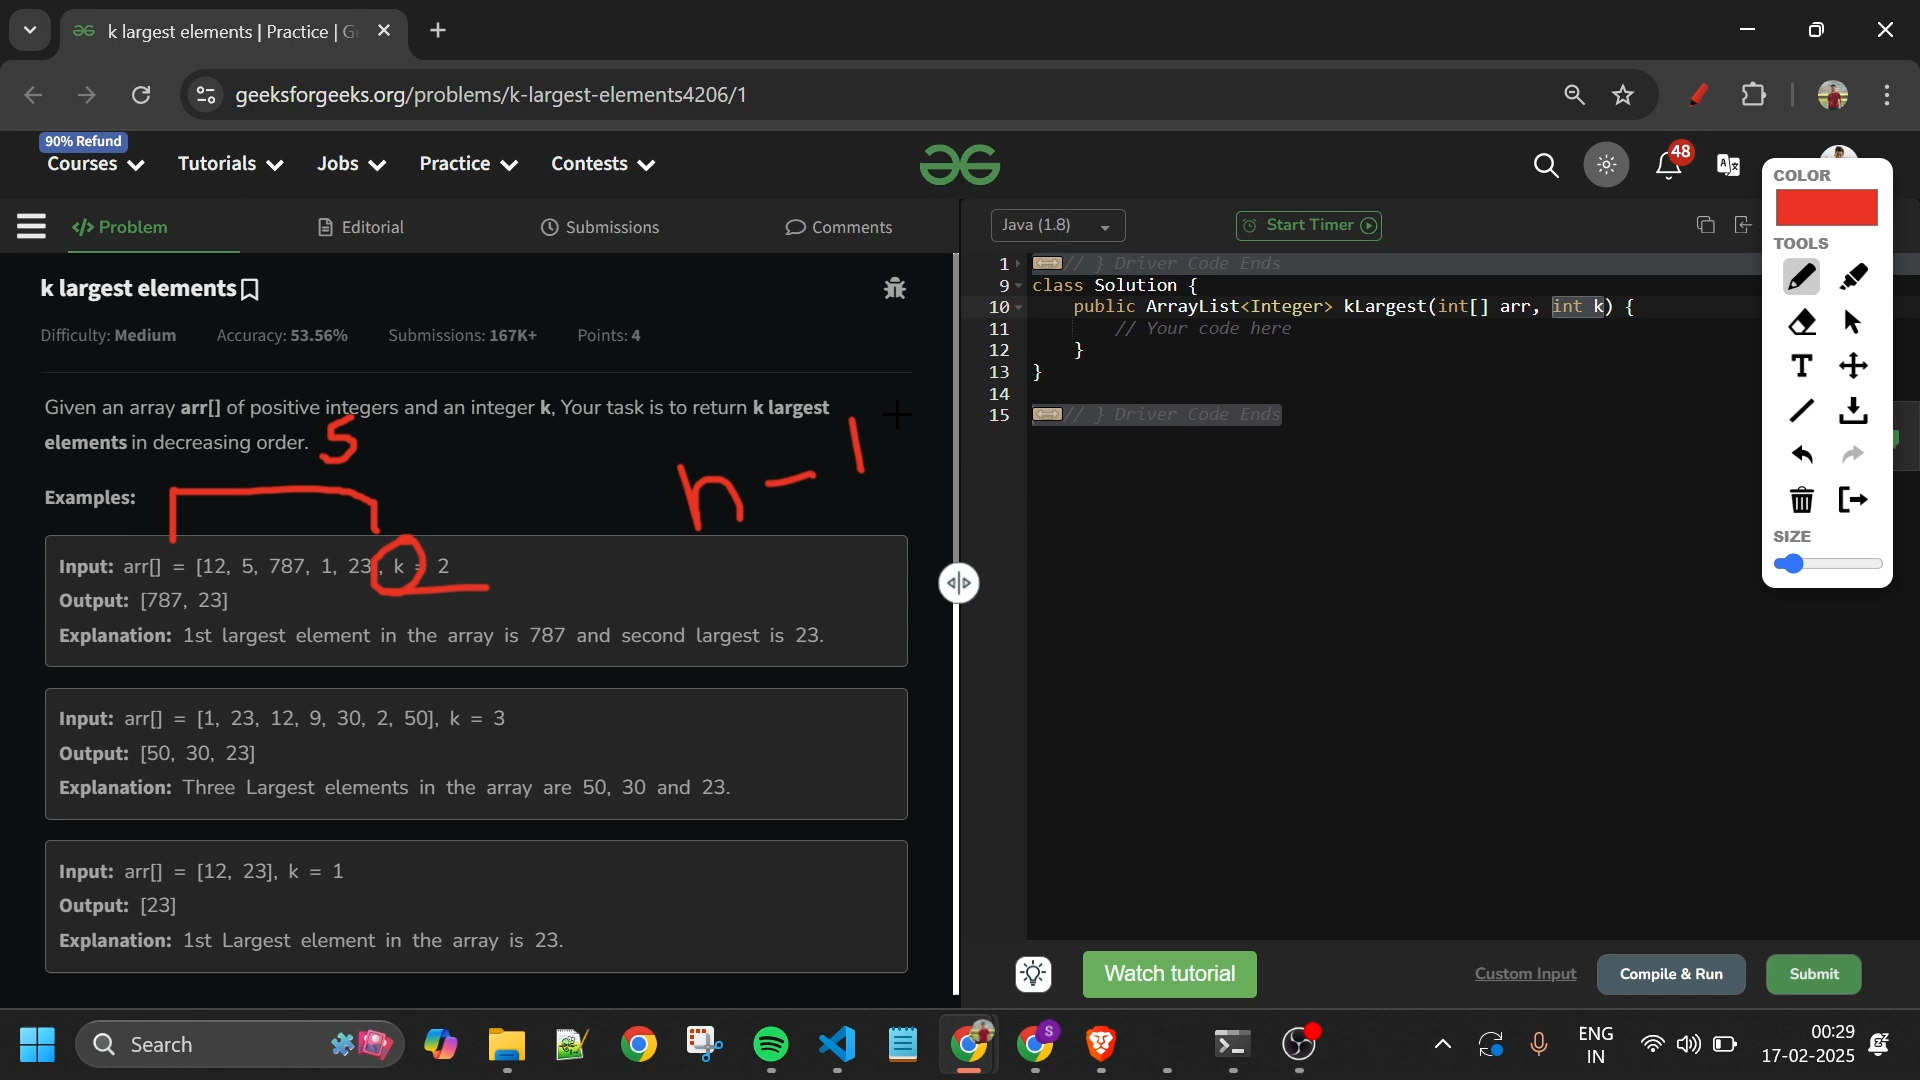 k largest elements | Practice | G
geeksforgeeks.org/problems/k-largest-elements4206/1
90% Refund
Courses
Tutorials
Jobs
Practice
Contests
48
Problem
Editorial
Submissions
Comments
Java (1.8)
Start Timer
k largest elements
Difficulty: Medium Accuracy: 53.56% Submissions: 167K+ Points: 4
Given an array arr[] of positive integers and an integer k, Your task is to return k largest
elements in decreasing order.
5
n - 1
Examples:
Input: arr[] = [12, 5, 787, 1, 23], k = 2
Output: [787, 23]
Explanation: 1st largest element in the array is 787 and second largest is 23.
Input: arr[] = [1, 23, 12, 9, 30, 2, 50], k = 3
Output: [50, 30, 23]
Explanation: Three Largest elements in the array are 50, 30 and 23.
Input: arr[] = [12, 23], k = 1
Output: [23]
Explanation: 1st Largest element in the array is 23.
1 // } Driver Code Ends
9 class Solution {
10 public ArrayList<Integer> kLargest(int[] arr, int k) {
11 // Your code here
12 }
13 }
14
15 // } Driver Code Ends
COLOR
TOOLS
T
SIZE
Watch tutorial
Custom Input
Compile & Run
Submit
Search
S
ENG
IN
00:29
17-02-2025